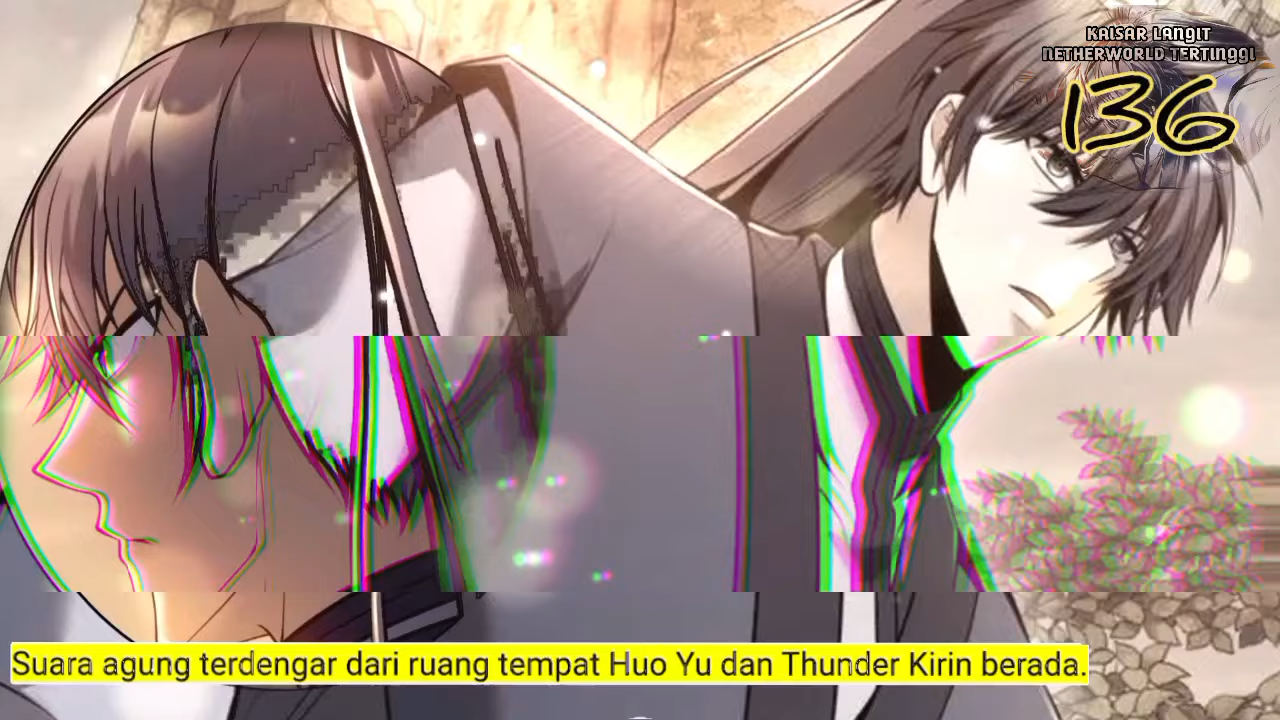 KAISAR LANGIT
NETHERWORLD TERTINGGI
136
Suara agung terdengar dari ruang tempat Huo Yu dan Thunder Kirin berada.